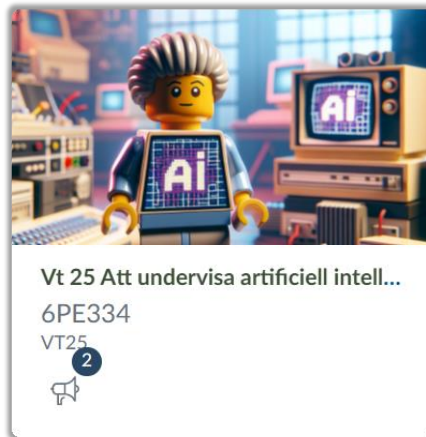 Ai
Ai
Vt 25 Att undervisa artificiell intell...
6PE334
VT25
2